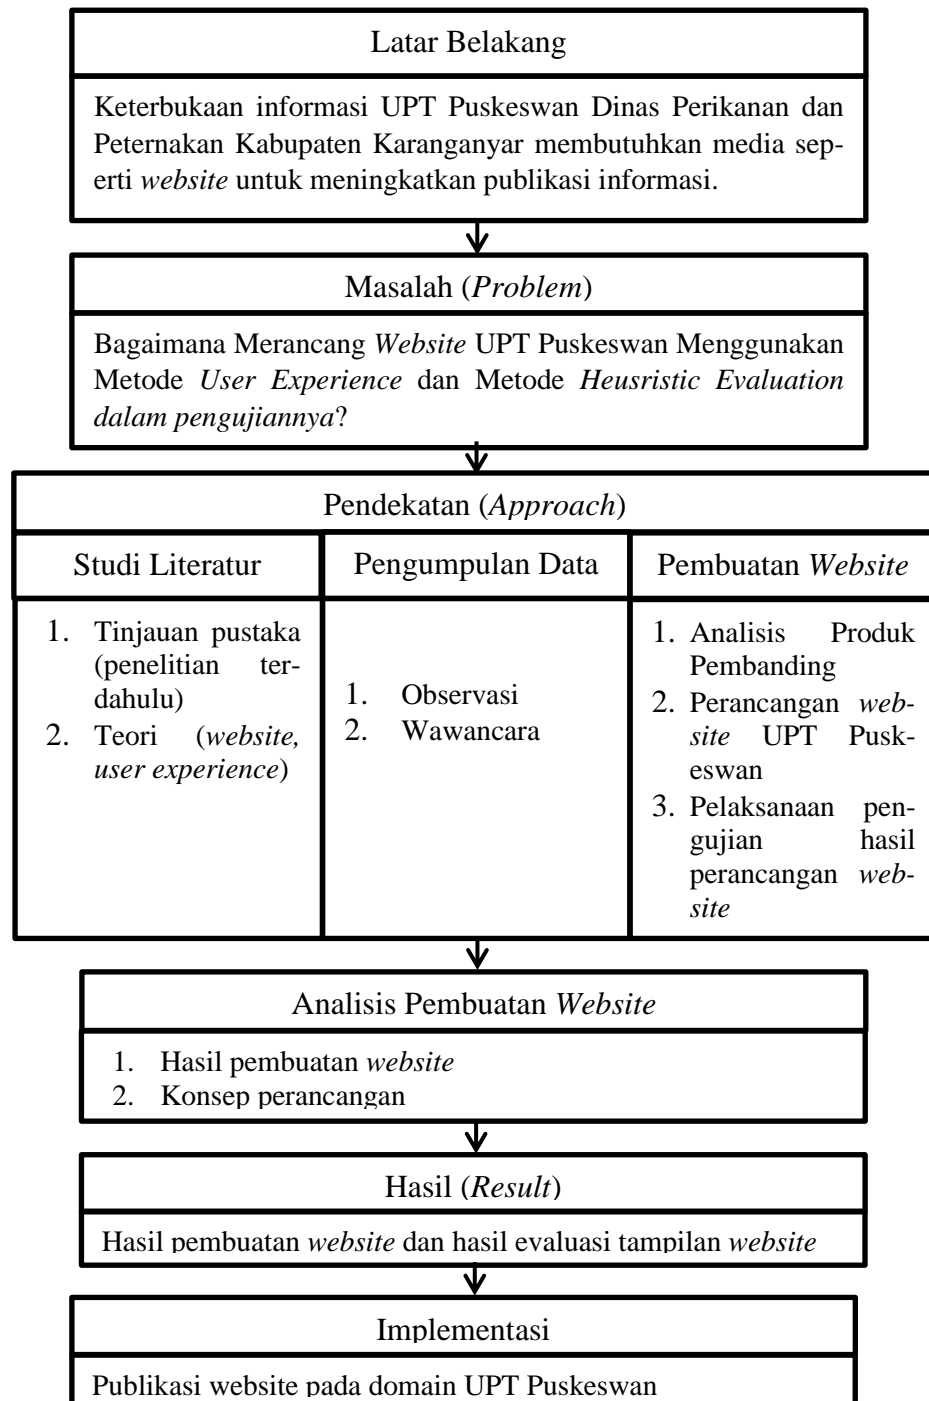 Latar Belakang
Keterbukaan informasi UPT Puskeswan Dinas Perikanan dan
Peternakan Kabupaten Karanganyar membutuhkan media sep-
erti website untuk meningkatkan publikasi informasi.
Masalah (Problem)
Bagaimana Merancang Website UPT Puskeswan Menggunakan
Metode User Experience dan Metode Heusristic Evaluation
dalam pengujiannya?
Pendekatan (Approach)
Studi Literatur
1. Tinjauan pustaka
(penelitian ter-
dahulu)
2. Teori (website,
user experience)
Pengumpulan Data
1. Observasi
2. Wawancara
Pembuatan Website
1. Analisis Produk
Pembanding
2. Perancangan web-
site UPT Pusk-
eswan
3. Pelaksanaan pen-
gujian hasil
perancangan web-
site
Analisis Pembuatan Website
1. Hasil pembuatan website
2. Konsep perancangan
Hasil (Result)
Hasil pembuatan website dan hasil evaluasi tampilan website
Implementasi
Publikasi website pada domain UPT Puskeswan